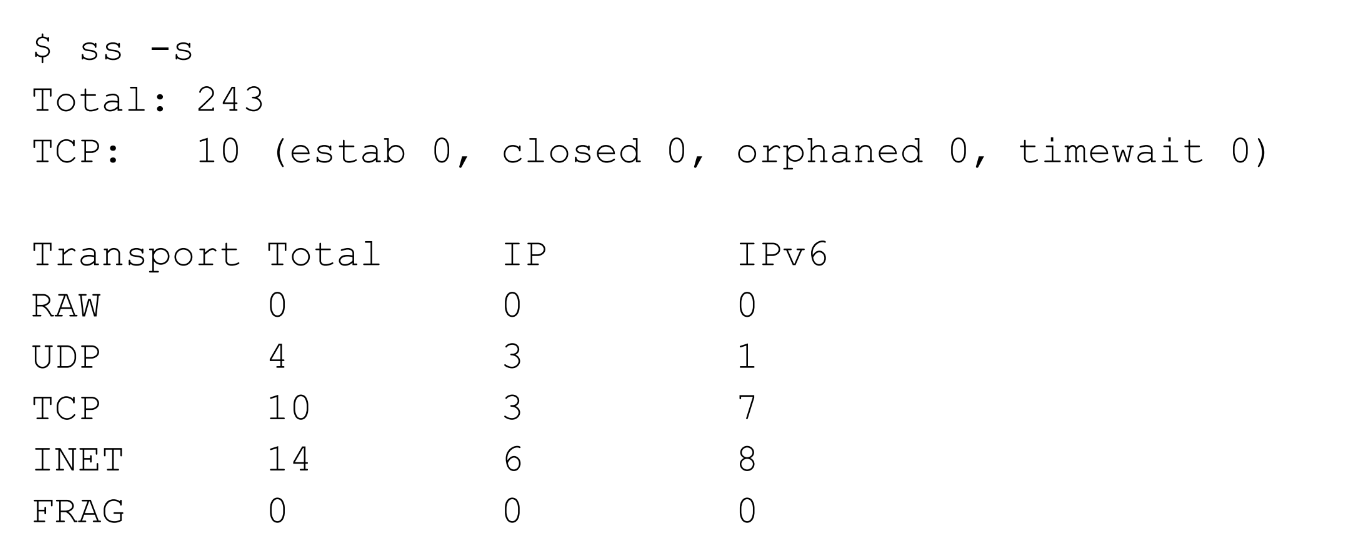 $ ss -s
Total: 243
TCP:   10 (estab 0, closed 0, orphaned 0, timewait 0)

Transport Total     IP        IPv6
RAW       0         0         0
UDP       4         3         1
TCP       10        3         7
INET      14        6         8
FRAG      0         0         0